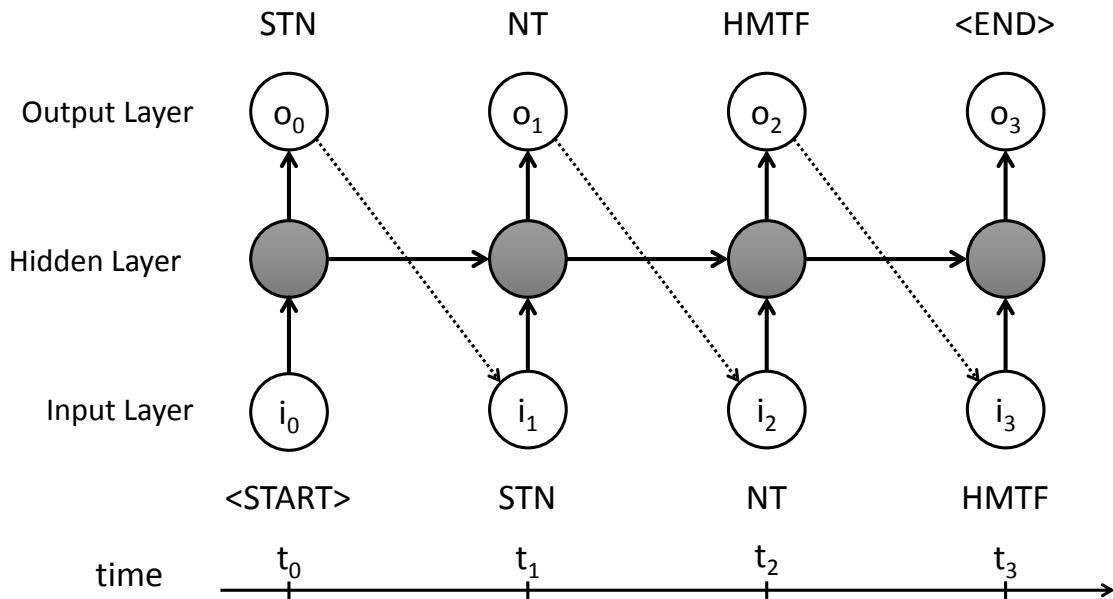 STN NT HMTF <END>
Output Layer o₀ o₁ o₂ o₃
Hidden Layer
Input Layer i₀ i₁ i₂ i₃
<START> STN NT HMTF
time t₀ t₁ t₂ t₃